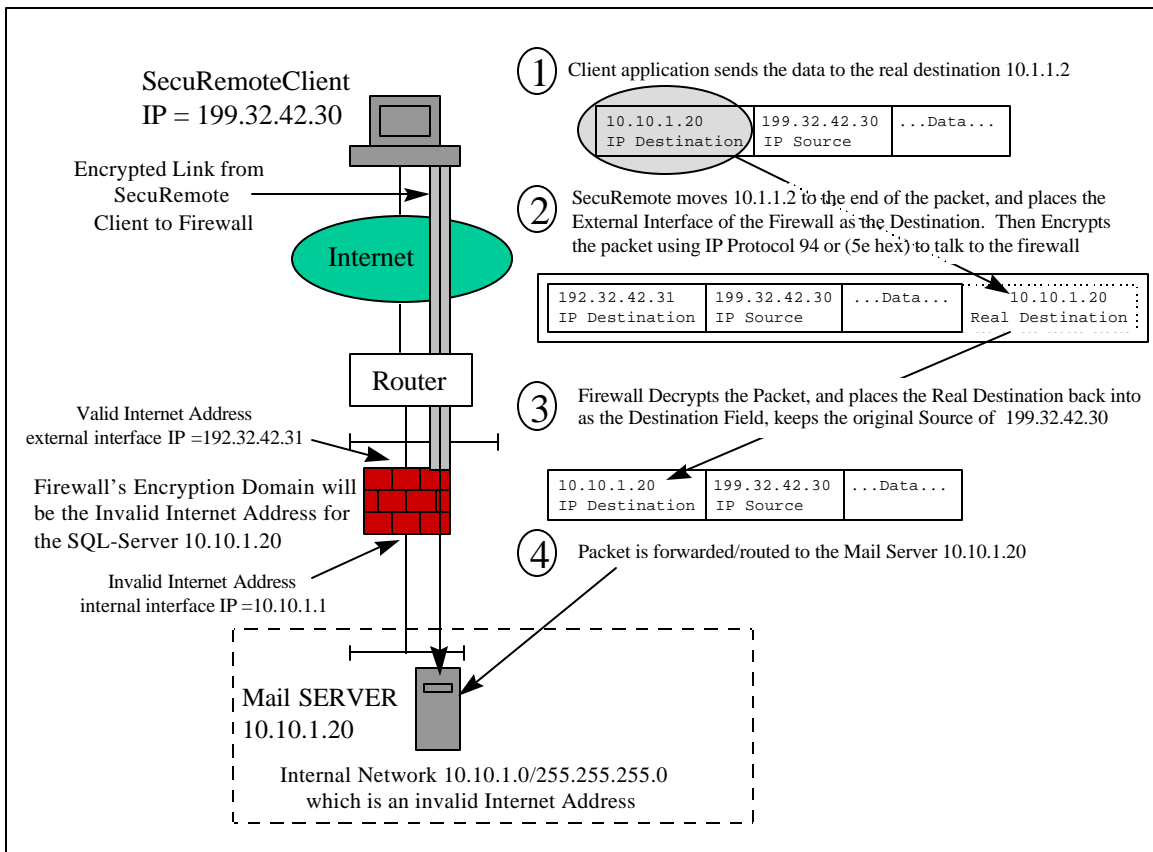 SecuRemoteClient
IP = 199.32.42.30
Encrypted Link from
SecuRemote
Client to Firewall
Internet
Router
Valid Internet Address
external interface IP =192.32.42.31
Firewall's Encryption Domain will
be the Invalid Internet Address for
the SQL-Server 10.10.1.20
Invalid Internet Address
internal interface IP =10.10.1.1
Mail SERVER
10.10.1.20
Internal Network 10.10.1.0/255.255.255.0
which is an invalid Internet Address
1 Client application sends the data to the real destination 10.1.1.2
10.10.1.20 199.32.42.30 ...Data...
IP Destination IP Source
2 SecuRemote moves 10.1.1.2 to the end of the packet, and places the
External Interface of the Firewall as the Destination. Then Encrypts
the packet using IP Protocol 94 or (5e hex) to talk to the firewall
192.32.42.31 199.32.42.30 ...Data... 10.10.1.20
IP Destination IP Source Real Destination
3 Firewall Decrypts the Packet, and places the Real Destination back into
as the Destination Field, keeps the original Source of 199.32.42.30
10.10.1.20 199.32.42.30 ...Data...
IP Destination IP Source
4 Packet is forwarded/routed to the Mail Server 10.10.1.20